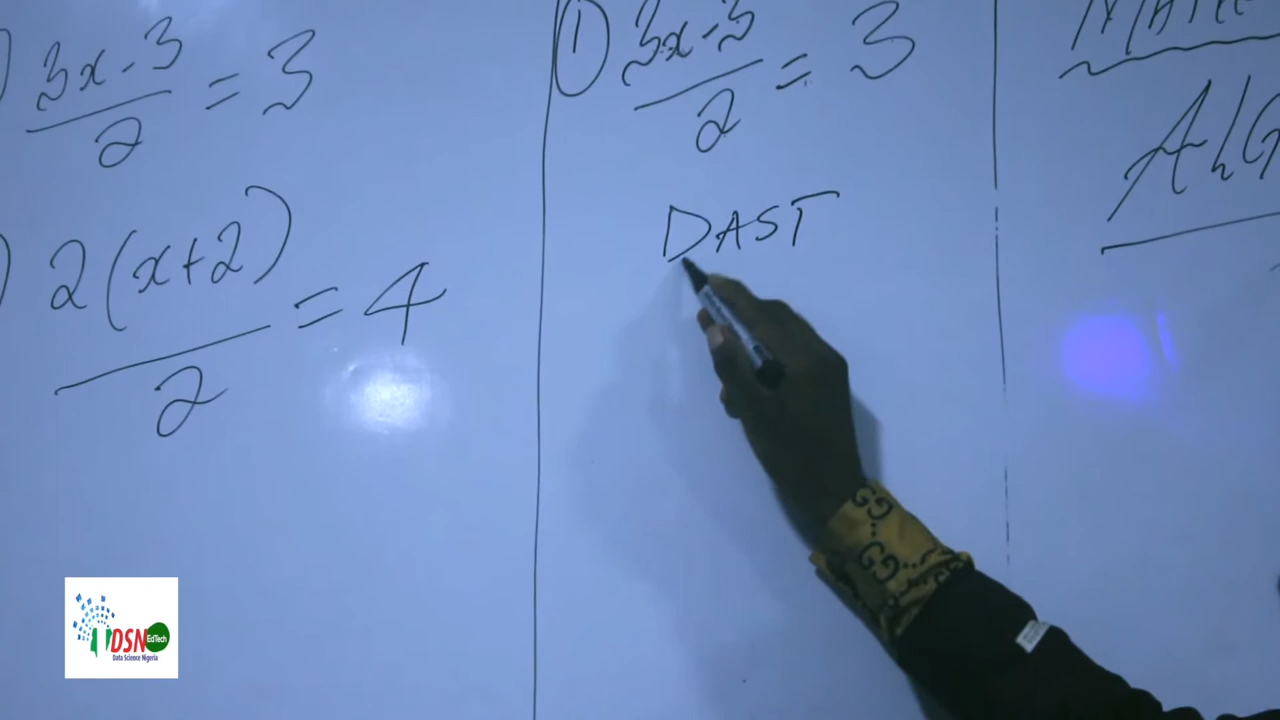 3x-3
2
= 3
2(x+2)
2
= 4
① 3x-3
2
= 3
DAST
ALG
DSN EdTech
Data Science Nigeria